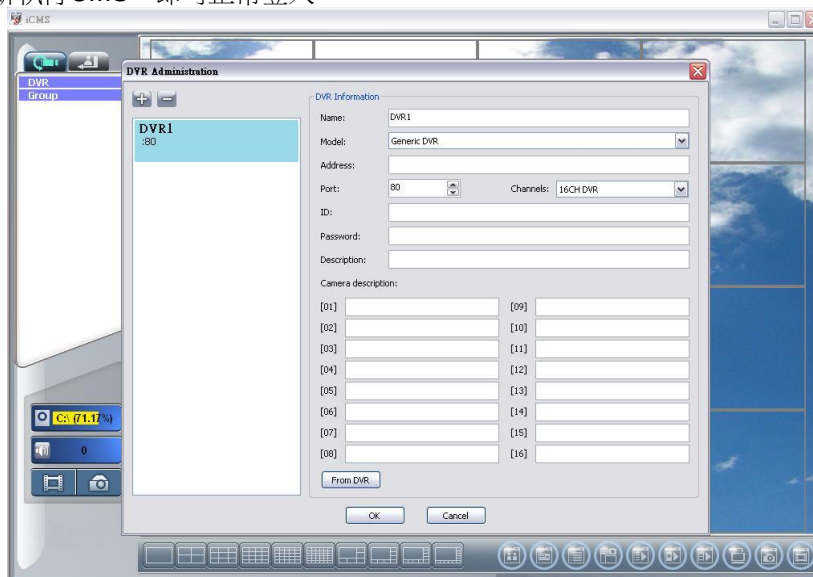 iCMS
DVR
Group
DVR Administration
DVR1
:80
DVR Information
Name: DVR1
Model: Generic DVR
Address:
Port: 80 Channels: 16CH DVR
ID:
Password:
Description:
Camera description:
[01] [09]
[02] [10]
[03] [11]
[04] [12]
[05] [13]
[06] [14]
[07] [15]
[08] [16]
From DVR
OK Cancel
C:\ (71.17%)
0